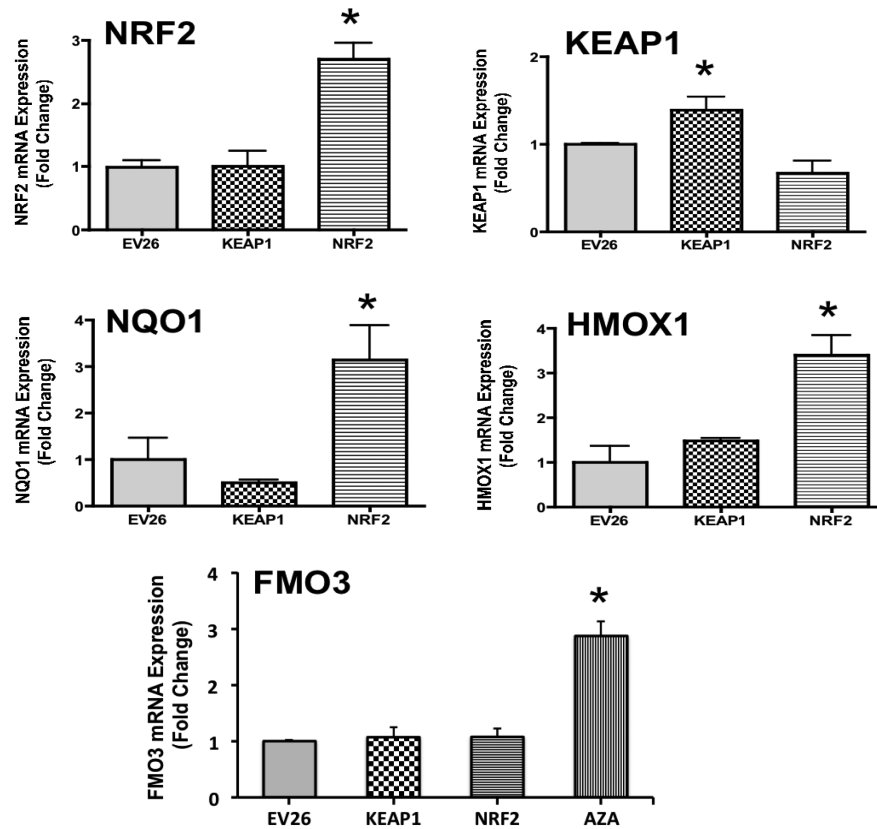 NRF2
*
NRF2 mRNA Expression
(Fold Change)
3
2
1
0
EV26 KEAP1 NRF2
KEAP1
*
KEAP1 mRNA Expression
(Fold Change)
2
1
0
EV26 KEAP1 NRF2
NQO1
*
NQO1 mRNA Expression
(Fold Change)
4
3
2
1
0
EV26 KEAP1 NRF2
HMOX1
*
HMOX1 mRNA Expression
(Fold Change)
4
3
2
1
0
EV26 KEAP1 NRF2
FMO3
*
FMO3 mRNA Expression
(Fold Change)
4
3
2
1
0
EV26 KEAP1 NRF2 AZA